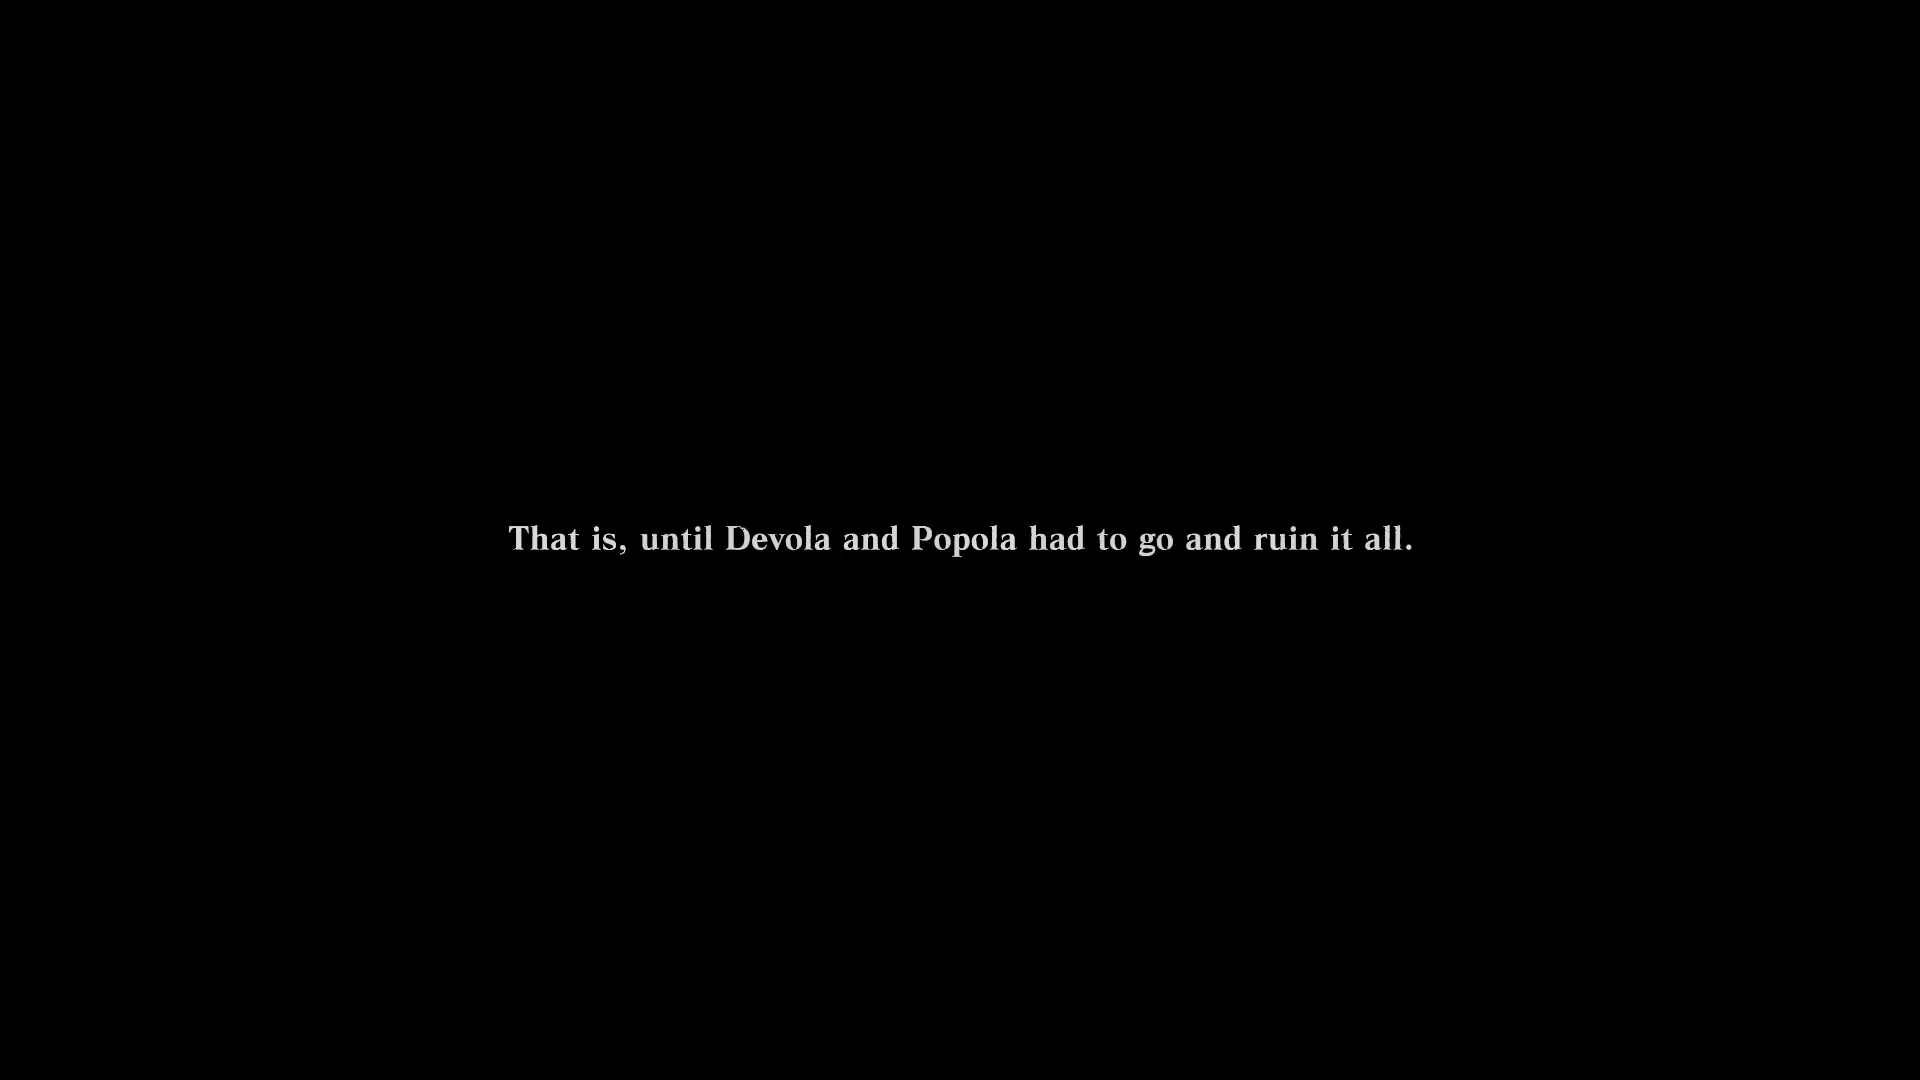 That is, until Devola and Popola had to go and ruin it all.